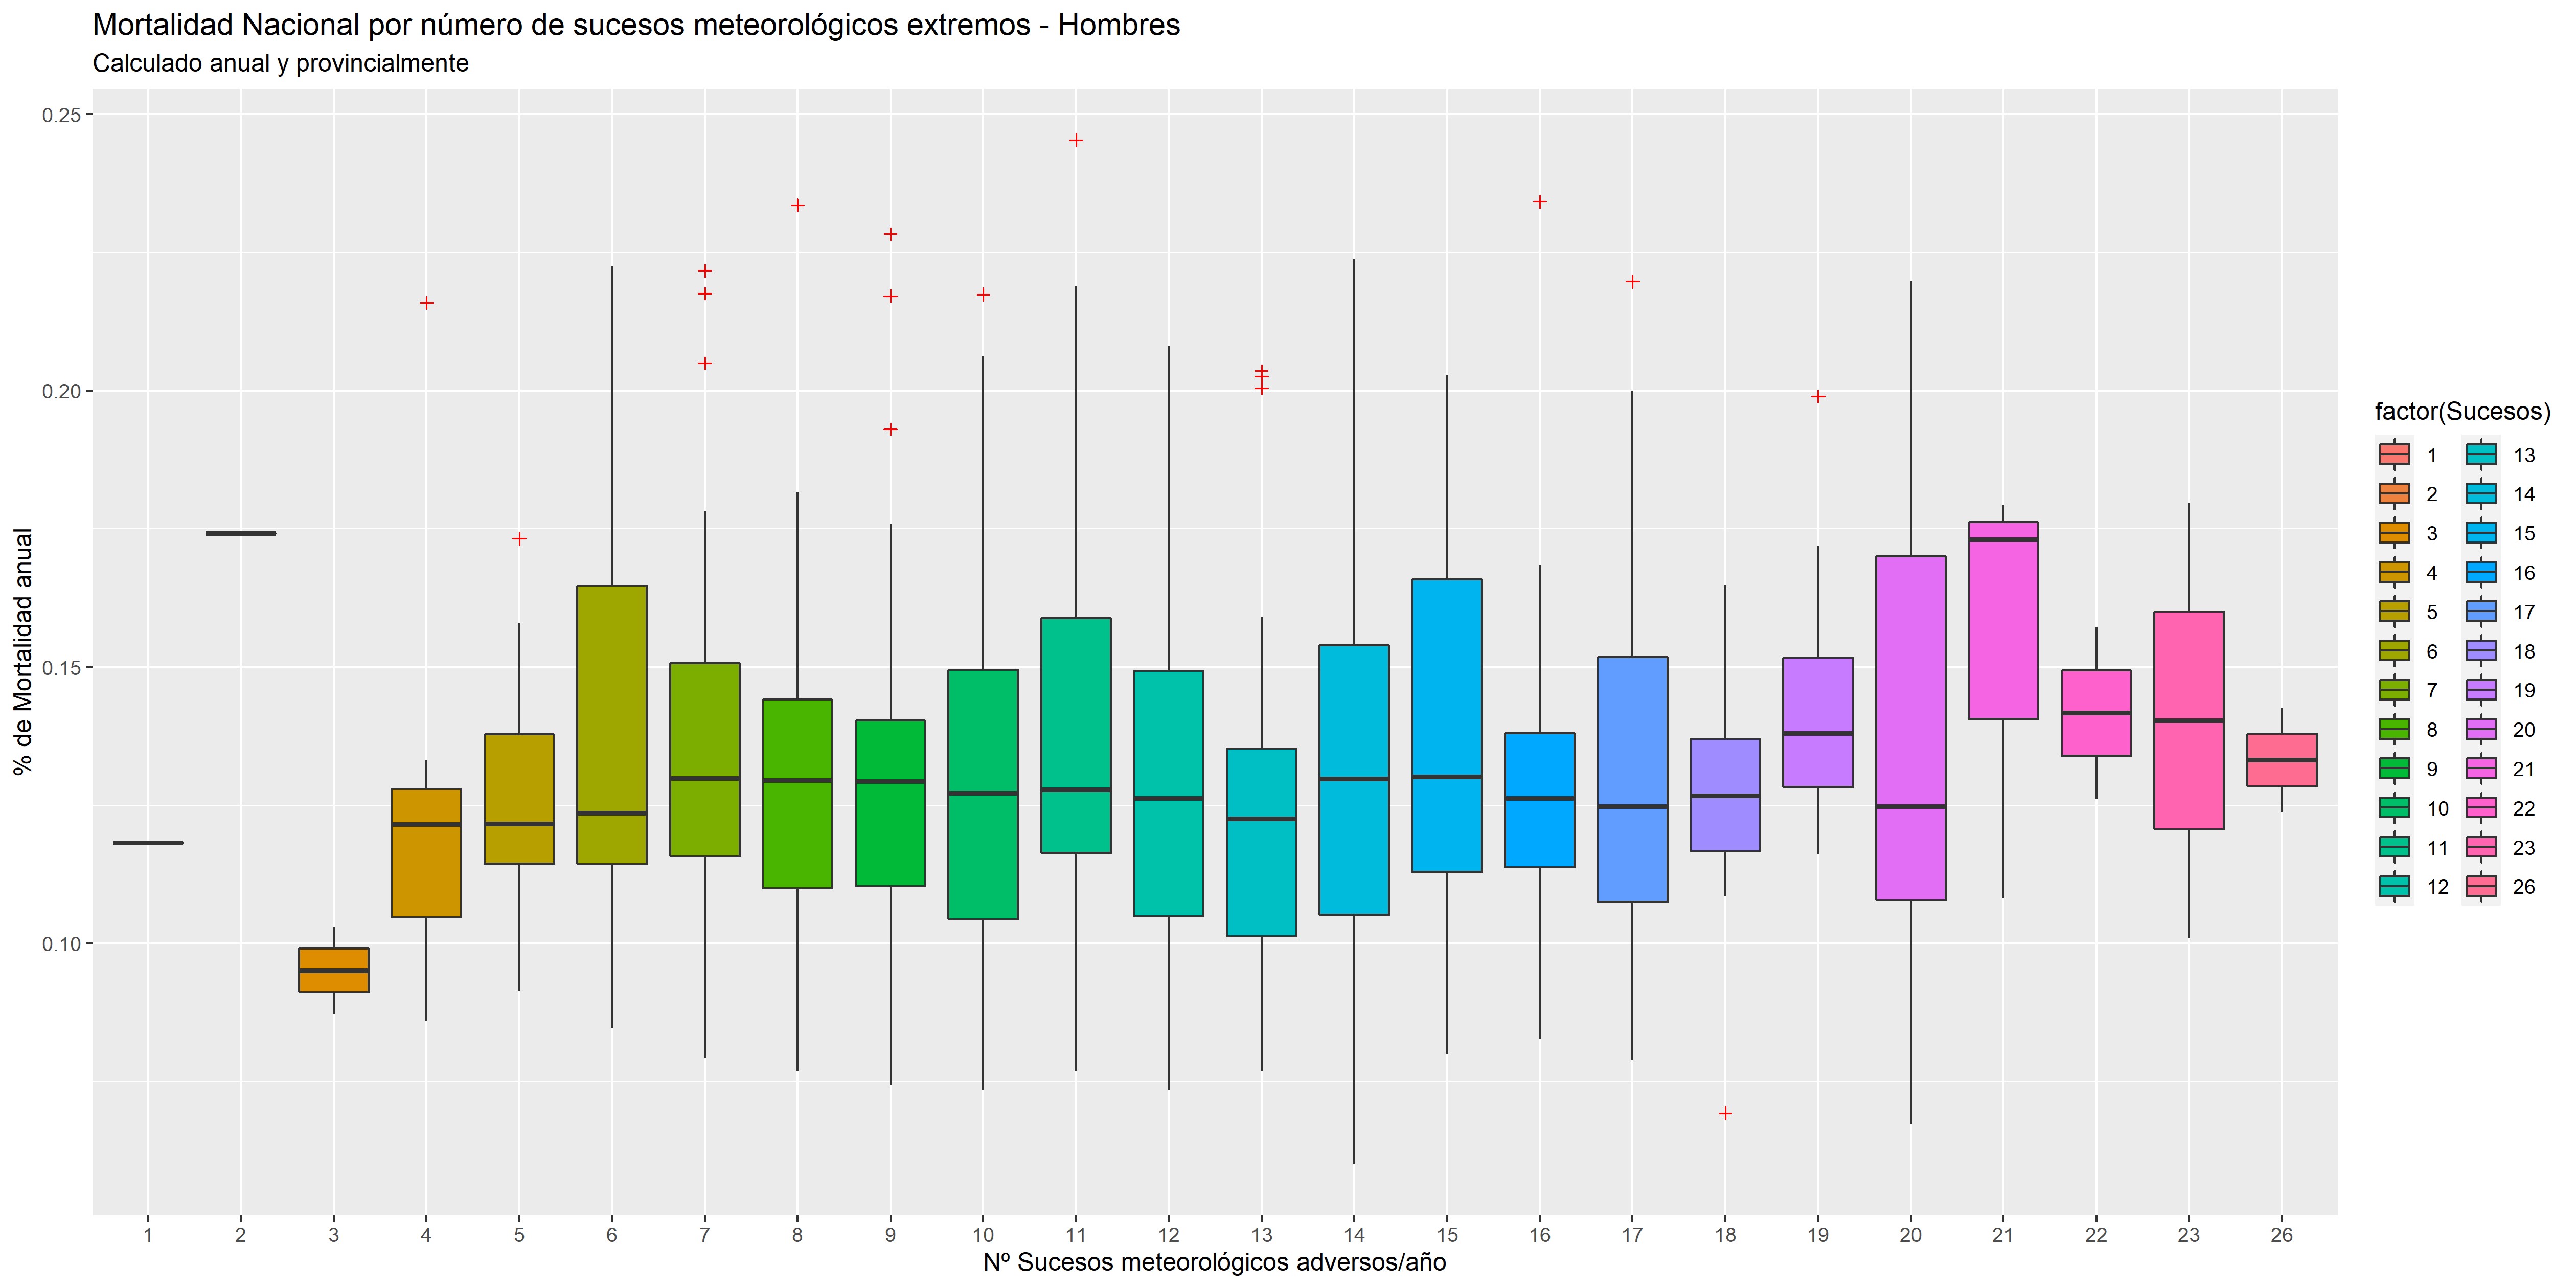 Mortalidad Nacional por número de sucesos meteorológicos extremos - Hombres
Calculado anual y provincialmente
0.25
0.20
0.15
0.10
% de Mortalidad anual
1 2 3 4 5 6 7 8 9 10 11 12 13 14 15 16 17 18 19 20 21 22 23 26
Nº Sucesos meteorológicos adversos/año
factor(Sucesos)
1 13
2 14
3 15
4 16
5 17
6 18
7 19
8 20
9 21
10 22
11 23
12 26